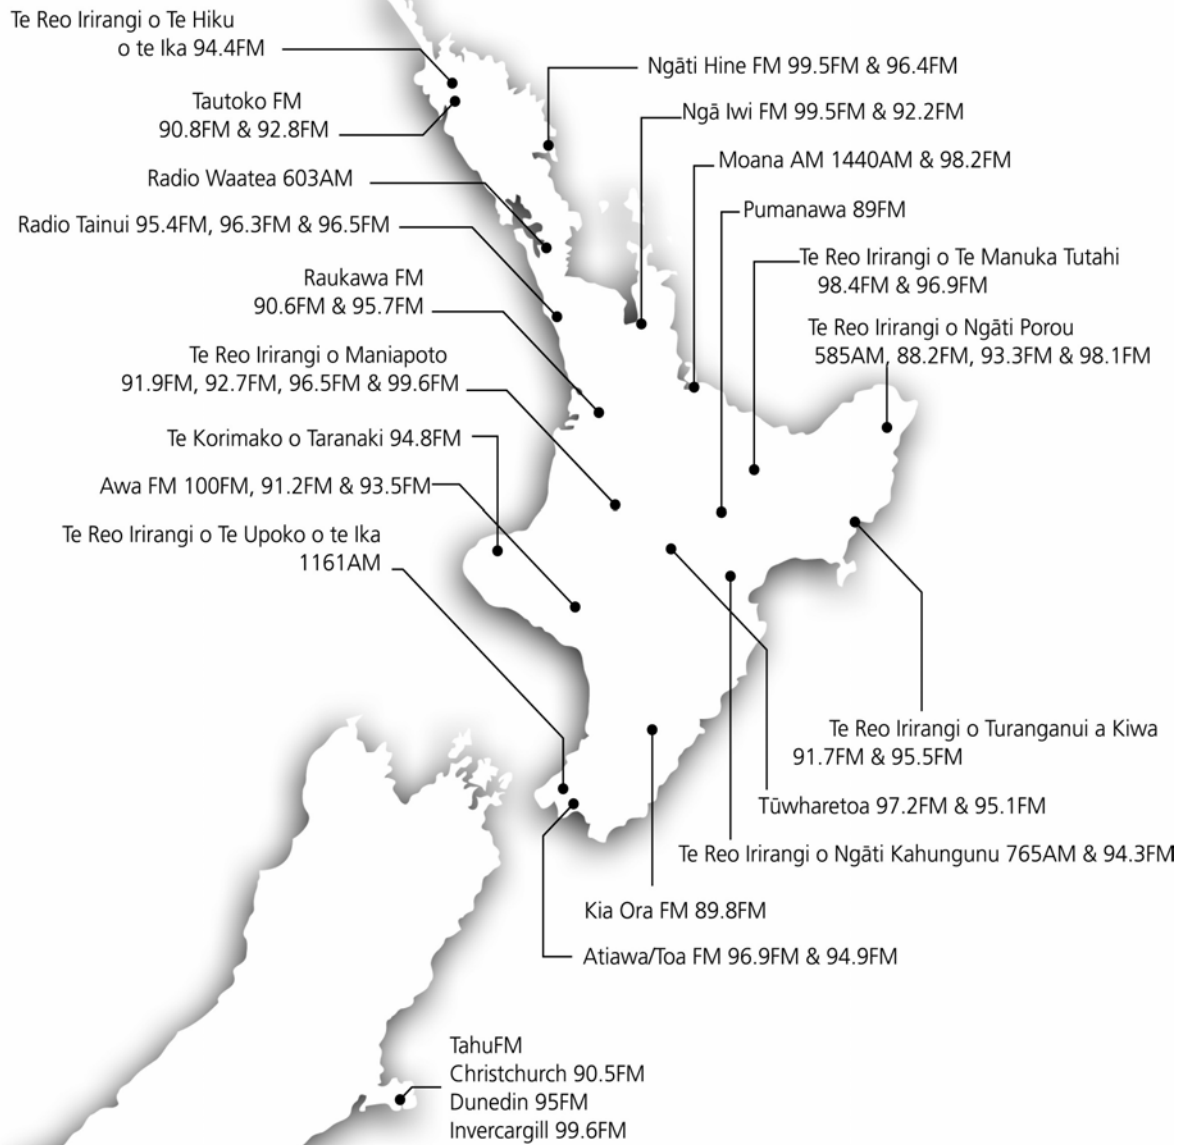 Te Reo Irirangi o Te Hiku
o te Ika 94.4FM
Tautoko FM
90.8FM & 92.8FM
Radio Waatea 603AM
Radio Tainui 95.4FM, 96.3FM & 96.5FM
Raukawa FM
90.6FM & 95.7FM
Te Reo Irirangi o Maniapoto
91.9FM, 92.7FM, 96.5FM & 99.6FM
Te Korimako o Taranaki 94.8FM
Awa FM 100FM, 91.2FM & 93.5FM
Te Reo Irirangi o Te Upoko o te Ika
1161AM
Ngāti Hine FM 99.5FM & 96.4FM
Ngā Iwi FM 99.5FM & 92.2FM
Moana AM 1440AM & 98.2FM
Pumanawa 89FM
Te Reo Irirangi o Te Manuka Tutahi
98.4FM & 96.9FM
Te Reo Irirangi o Ngāti Porou
585AM, 88.2FM, 93.3FM & 98.1FM
Te Reo Irirangi o Turanganui a Kiwa
91.7FM & 95.5FM
Tūwharetoa 97.2FM & 95.1FM
Te Reo Irirangi o Ngāti Kahungunu 765AM & 94.3FM
Kia Ora FM 89.8FM
Atiawa/Toa FM 96.9FM & 94.9FM
TahuFM
Christchurch 90.5FM
Dunedin 95FM
Invercargill 99.6FM